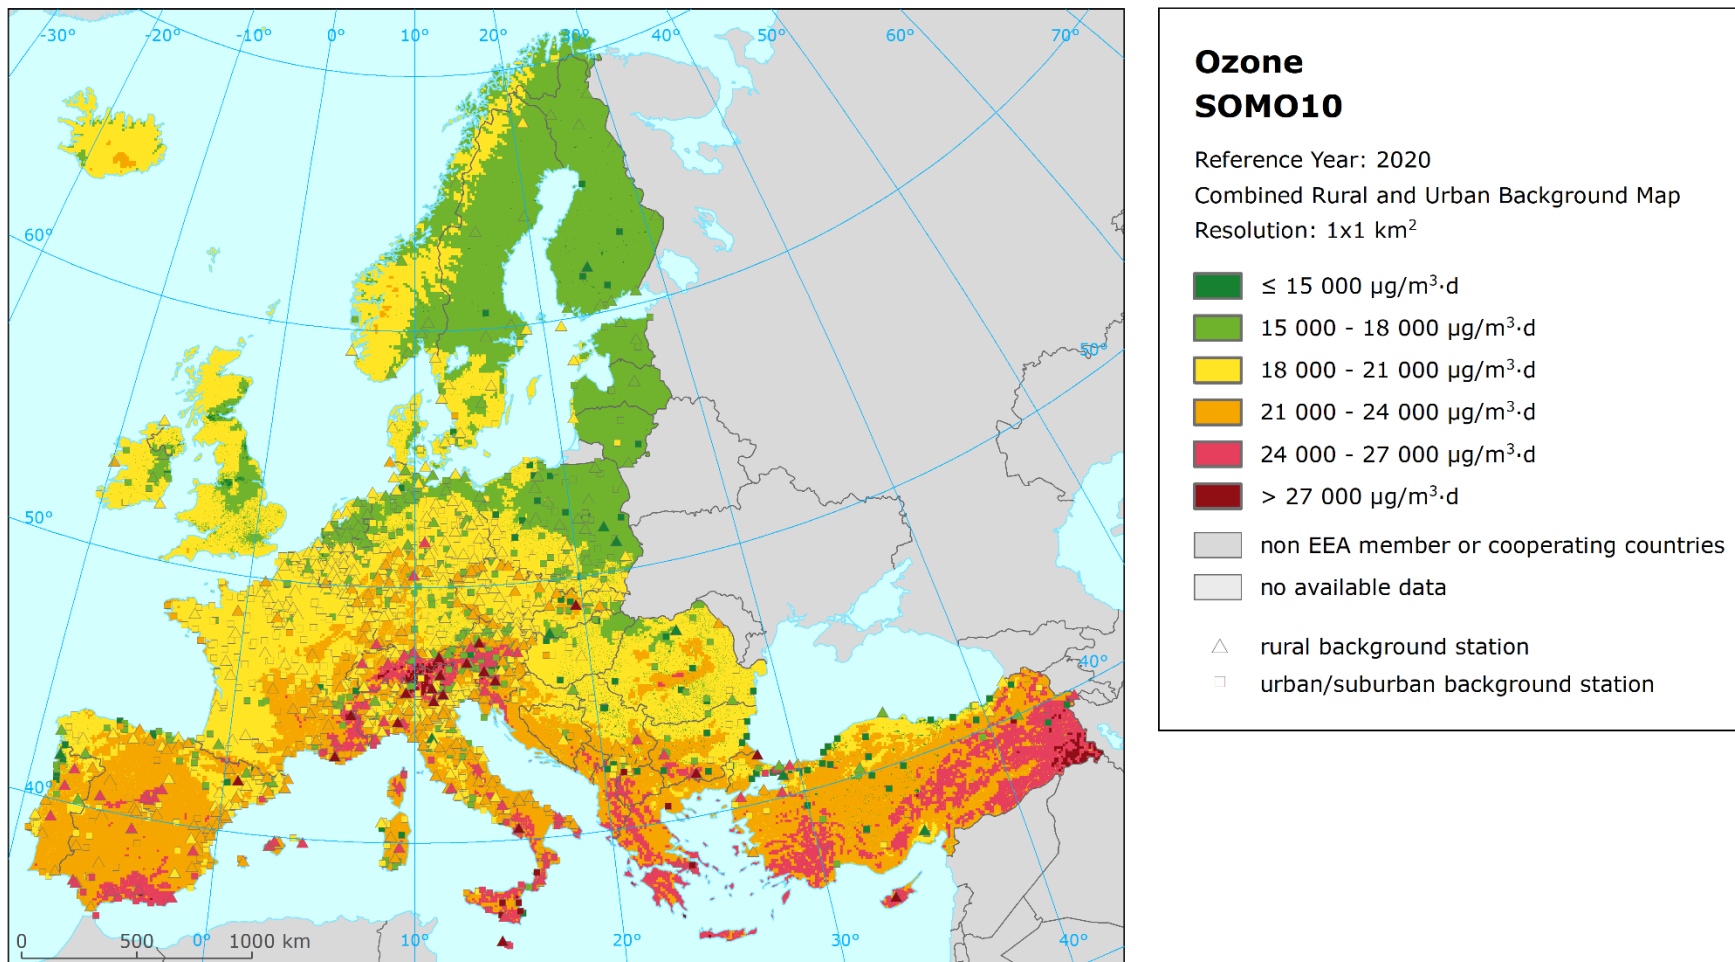 -30° -20° -10° 0° 10° 20° 30° 40° 50° 60° 70°
60°
50°
50°
40°
40°
0 500 1000 km
0° 10° 20° 30° 40°
Ozone
SOMO10
Reference Year: 2020
Combined Rural and Urban Background Map
Resolution: 1x1 km²
≤ 15 000 µg/m³·d
15 000 - 18 000 µg/m³·d
18 000 - 21 000 µg/m³·d
21 000 - 24 000 µg/m³·d
24 000 - 27 000 µg/m³·d
> 27 000 µg/m³·d
non EEA member or cooperating countries
no available data
rural background station
urban/suburban background station